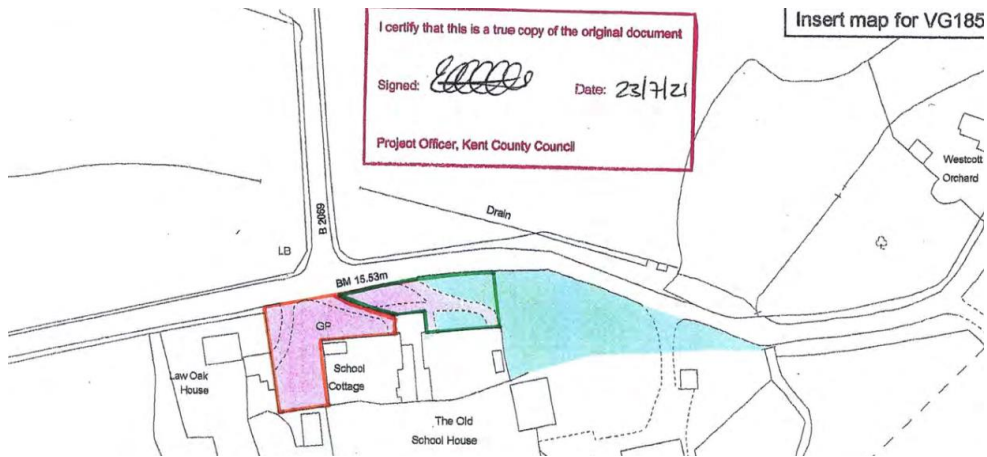 I certify that this is a true copy of the original document
Insert map for VG185
Signed:
Date: 23/7/21
Project Officer, Kent County Council
Westcott
Orchard
Drain
B 2069
LB
BM 15.53m
GP
School
Cottage
Law Oak
House
The Old
School House